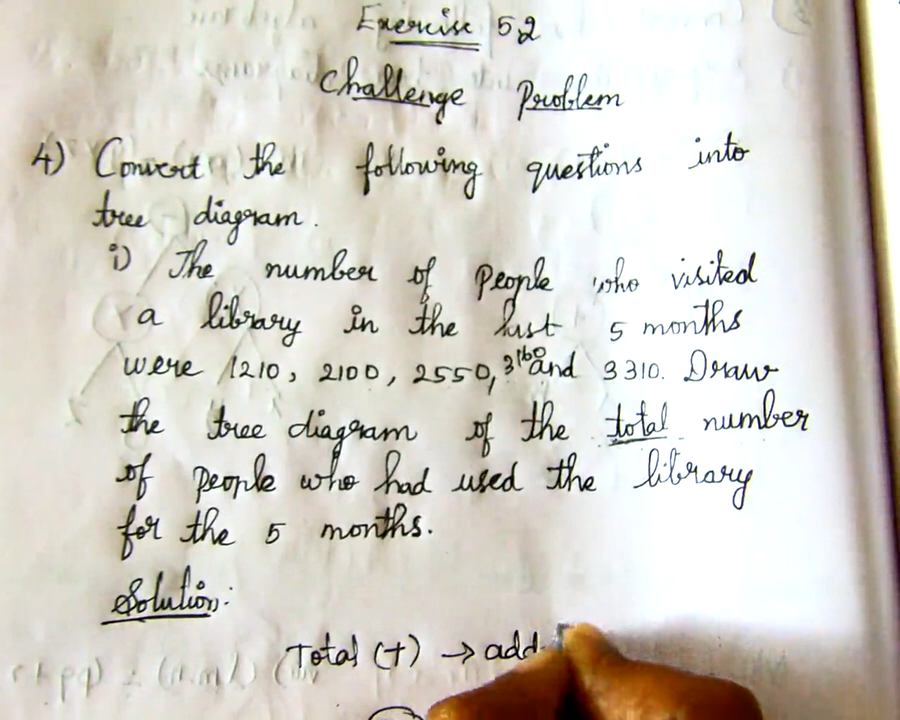 Exercise 5.2
Challenge Problem
4) Convert the following questions into
tree diagram.
i) The number of people who visited
a library in the last 5 months
were 1210, 2100, 2550, 3160 and 3310. Draw
the tree diagram of the total number
of people who had used the library
for the 5 months.
Solution:
Total (+) → add